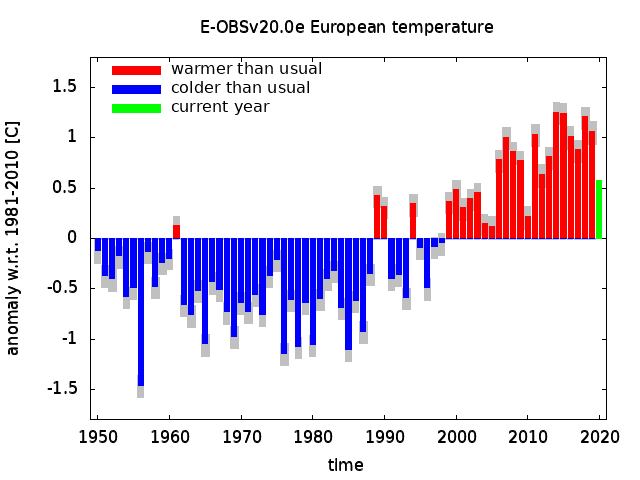 E-OBSv20.0e European temperature
warmer than usual
colder than usual
current year
1.5
1
0.5
0
-0.5
-1
-1.5
anomaly w.r.t. 1981-2010 [C]
1950 1960 1970 1980 1990 2000 2010 2020
time